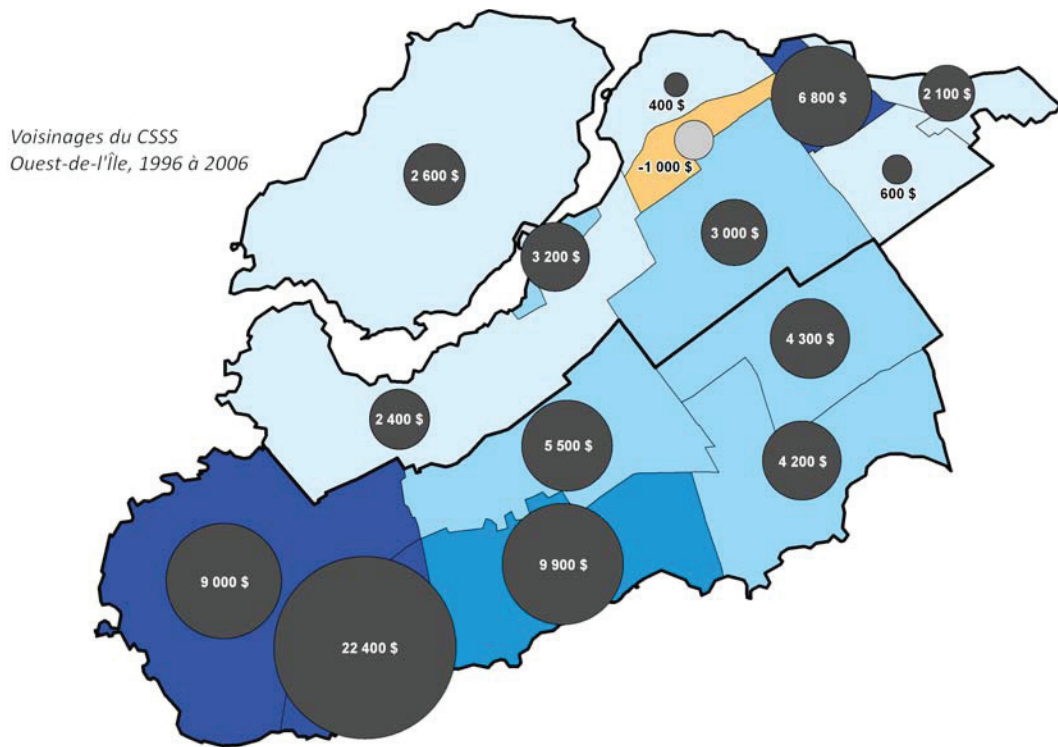 6 800 $
2 100 $
400 $
Voisinages du CSSS
Ouest-de-l'Île, 1996 à 2006
-1 000 $
600 $
2 600 $
3 000 $
3 200 $
4 300 $
2 400 $
5 500 $
4 200 $
9 900 $
9 000 $
22 400 $